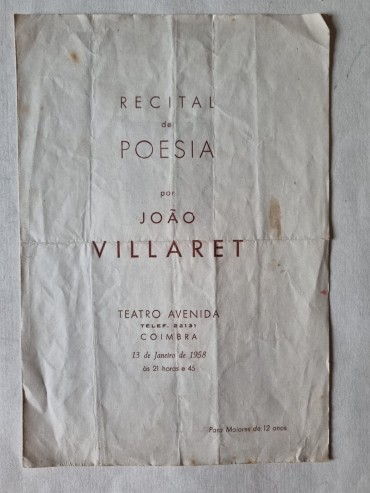 RECITAL
de
POESIA
por
JOÃO
VILLARET
TEATRO AVENIDA
TELEF. 22131
COIMBRA
13 de Janeiro de 1958
às 21 horas e 45
Para Maiores de 12 anos